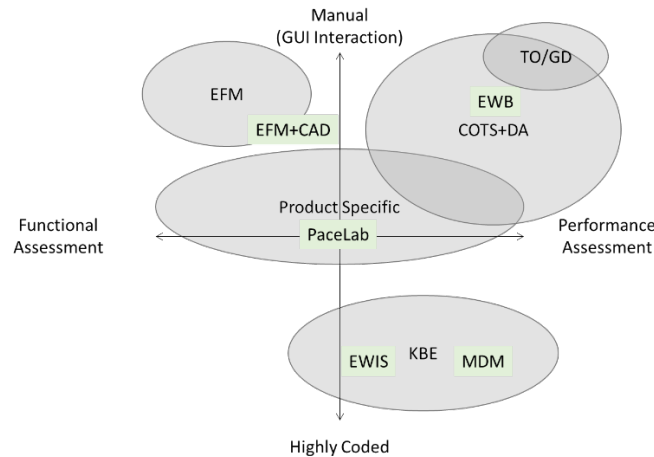 Manual
(GUI Interaction)
TO/GD
EFM
EWB
EFM+CAD
COTS+DA
Product Specific
Functional
Assessment
PaceLab
Performance
Assessment
EWIS
KBE
MDM
Highly Coded